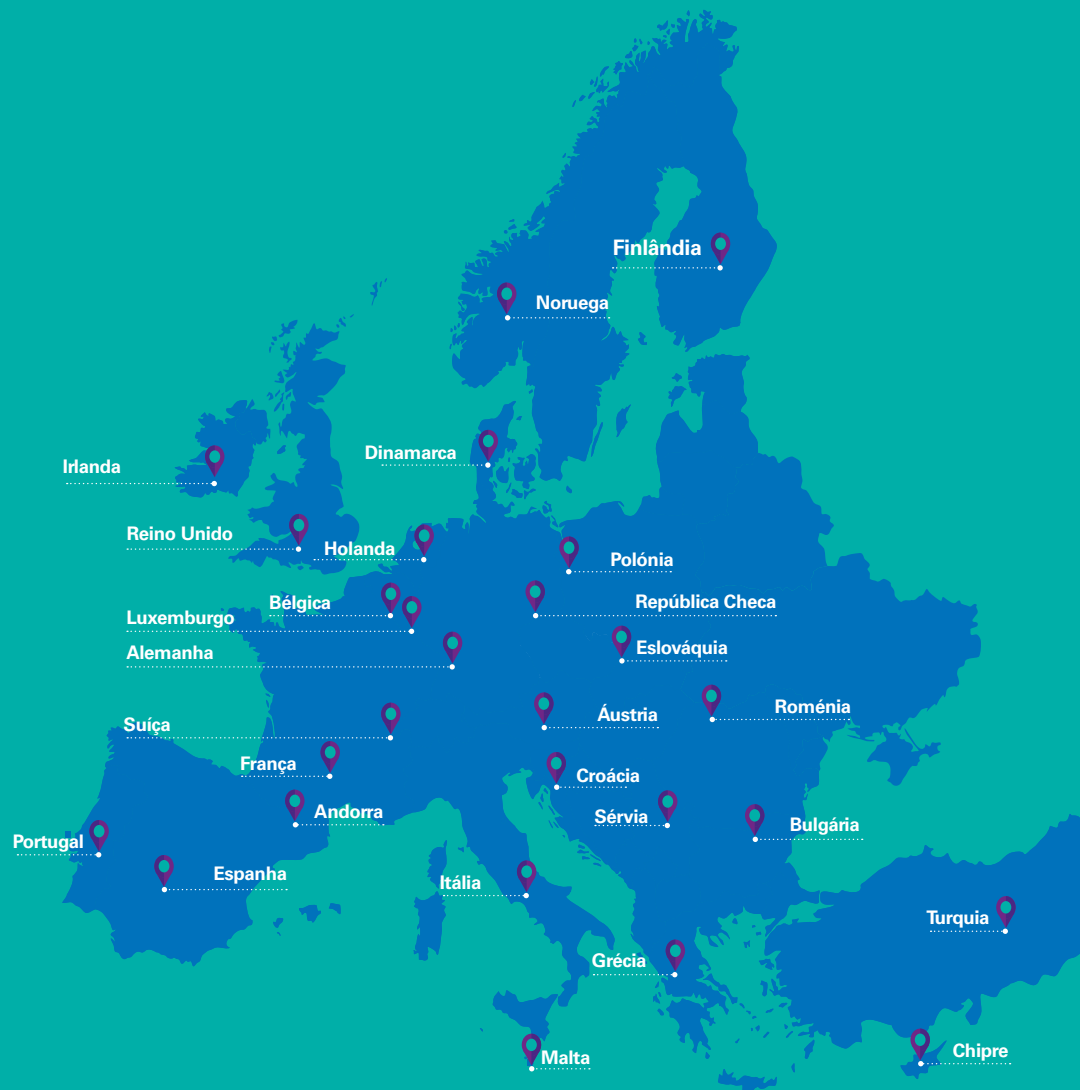 Finlândia
Noruega
Dinamarca
Irlanda
Reino Unido
Holanda
Polónia
Bélgica
República Checa
Luxemburgo
Eslováquia
Alemanha
Roménia
Áustria
Suíça
França
Croácia
Andorra
Sérvia
Bulgária
Portugal
Espanha
Itália
Turquia
Grécia
Chipre
Malta